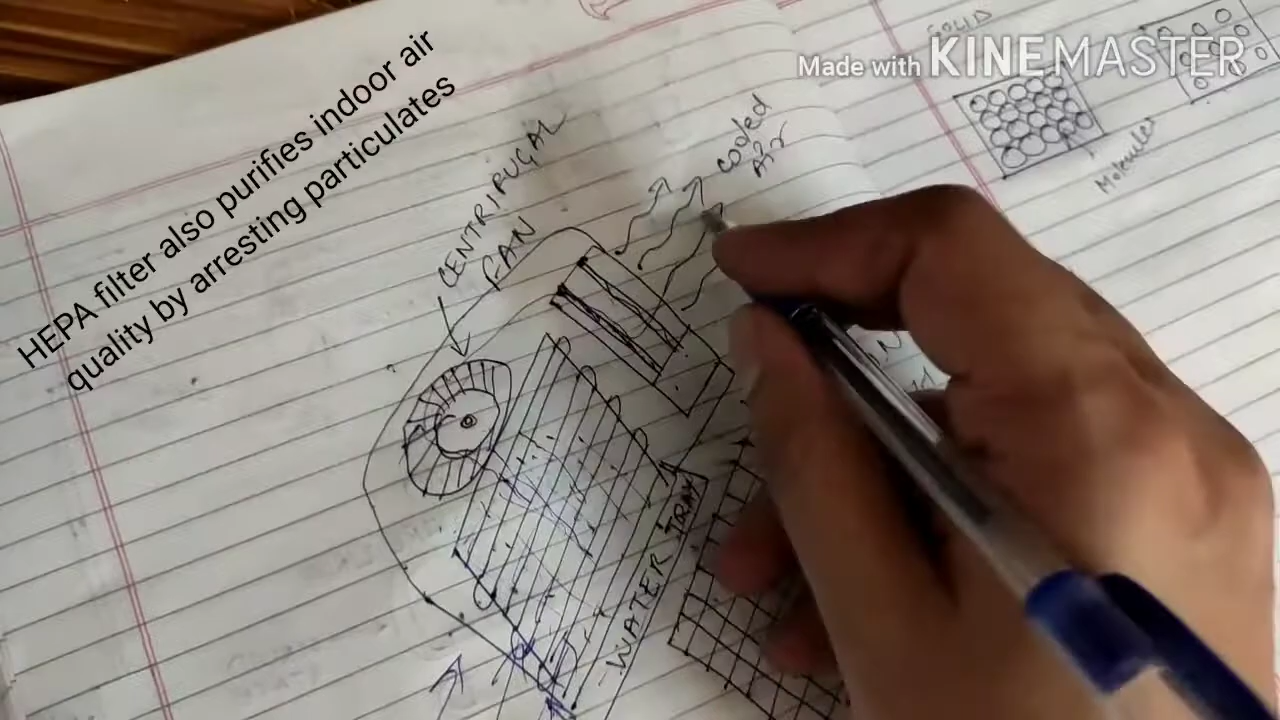 HEPA filter also purifies indoor air
quality by arresting particulates
Made with KINEMASTER
SOLID
Molecules
cooled
Air
CENTRIFUGAL
FAN
WATER TRAY